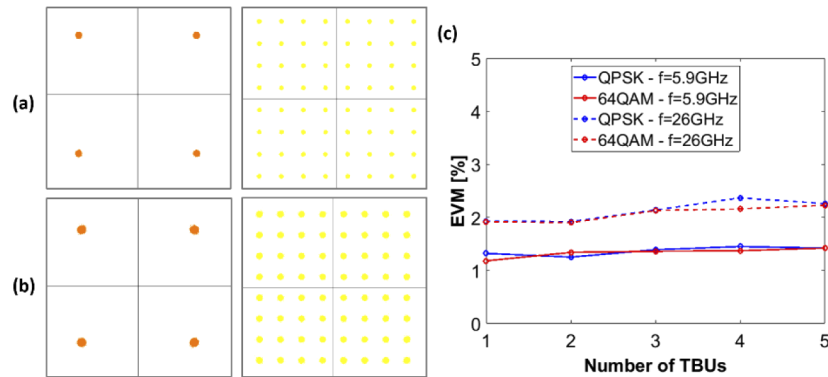 (a)
(b)
(c)
QPSK - f=5.9GHz
64QAM - f=5.9GHz
QPSK - f=26GHz
64QAM - f=26GHz
EVM [%]
5
4
3
2
1
0
1 2 3 4 5
Number of TBUs